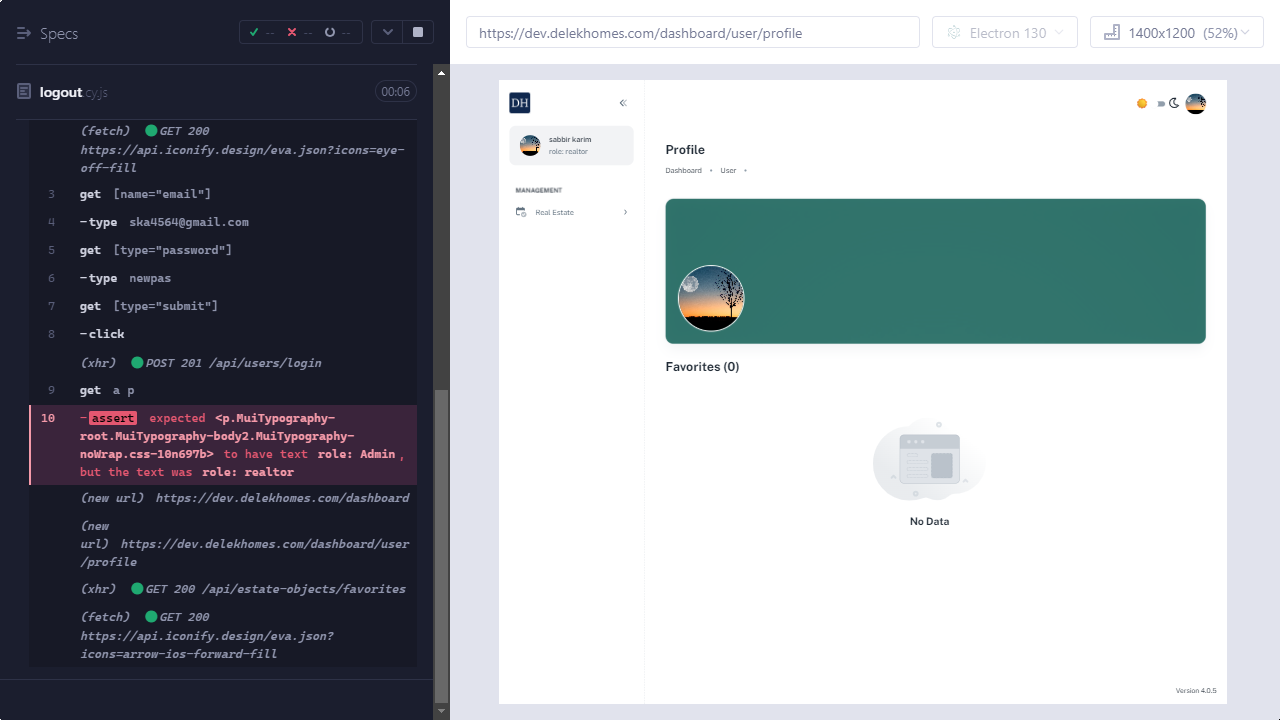 Specs
-- -- --
logout cy.js 00:06
(fetch) GET 200
https://api.iconify.design/eva.json?icons=eye-
off-fill
3 get [name="email"]
4 -type ska4564@gmail.com
5 get [type="password"]
6 -type newpas
7 get [type="submit"]
8 -click
(xhr) POST 201 /api/users/login
9 get a p
10 -assert expected <p.MuiTypography-
root.MuiTypography-body2.MuiTypography-
noWrap.css-10n697b> to have text role: Admin,
but the text was role: realtor
(new url) https://dev.delekhomes.com/dashboard
(new
url) https://dev.delekhomes.com/dashboard/user
/profile
(xhr) GET 200 /api/estate-objects/favorites
(fetch) GET 200
https://api.iconify.design/eva.json?
icons=arrow-ios-forward-fill
https://dev.delekhomes.com/dashboard/user/profile
Electron 130
1400x1200 (52%)
DH
sabbir karim
role: realtor
MANAGEMENT
Real Estate
Profile
Dashboard • User •
Favorites (0)
No Data
Version 4.0.5